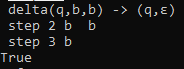 delta(q,b,b) -> (q,ε)
step 2 b  b
step 3 b
True